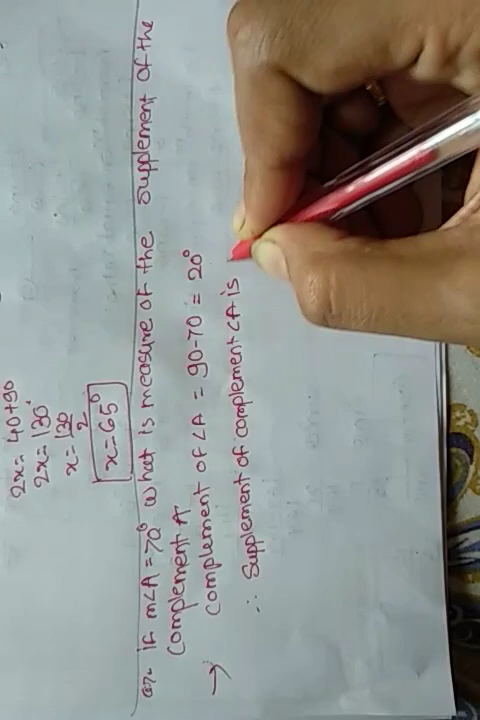 2x = 40+90
2x = 130°
x = 130/2
x = 65°
Q7- if m∠A = 70° what is measure of the supplement of the
complement A
→ complement of ∠A = 90-70 = 20°
∴ supplement of complement ∠A is